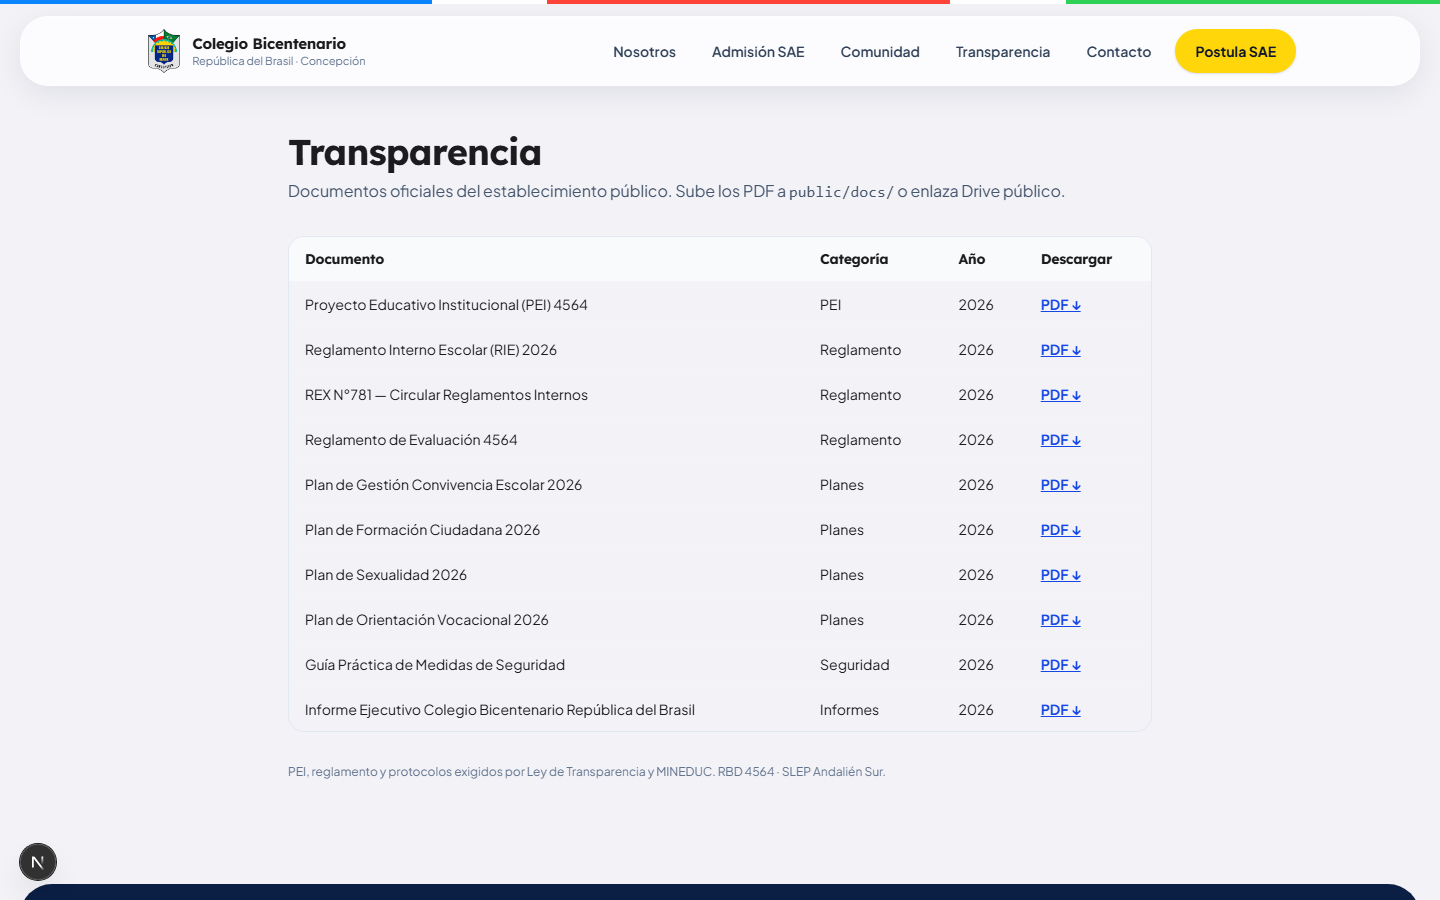 Colegio Bicentenario
República del Brasil · Concepción
Nosotros
Admisión SAE
Comunidad
Transparencia
Contacto
Postula SAE
Transparencia
Documentos oficiales del establecimiento público. Sube los PDF a public/docs/ o enlaza Drive público.
Documento Categoría Año Descargar
Proyecto Educativo Institucional (PEI) 4564 PEI 2026 PDF ↓
Reglamento Interno Escolar (RIE) 2026 Reglamento 2026 PDF ↓
REX N°781 — Circular Reglamentos Internos Reglamento 2026 PDF ↓
Reglamento de Evaluación 4564 Reglamento 2026 PDF ↓
Plan de Gestión Convivencia Escolar 2026 Planes 2026 PDF ↓
Plan de Formación Ciudadana 2026 Planes 2026 PDF ↓
Plan de Sexualidad 2026 Planes 2026 PDF ↓
Plan de Orientación Vocacional 2026 Planes 2026 PDF ↓
Guía Práctica de Medidas de Seguridad Seguridad 2026 PDF ↓
Informe Ejecutivo Colegio Bicentenario República del Brasil Informes 2026 PDF ↓
PEI, reglamento y protocolos exigidos por Ley de Transparencia y MINEDUC. RBD 4564 · SLEP Andalién Sur.
N